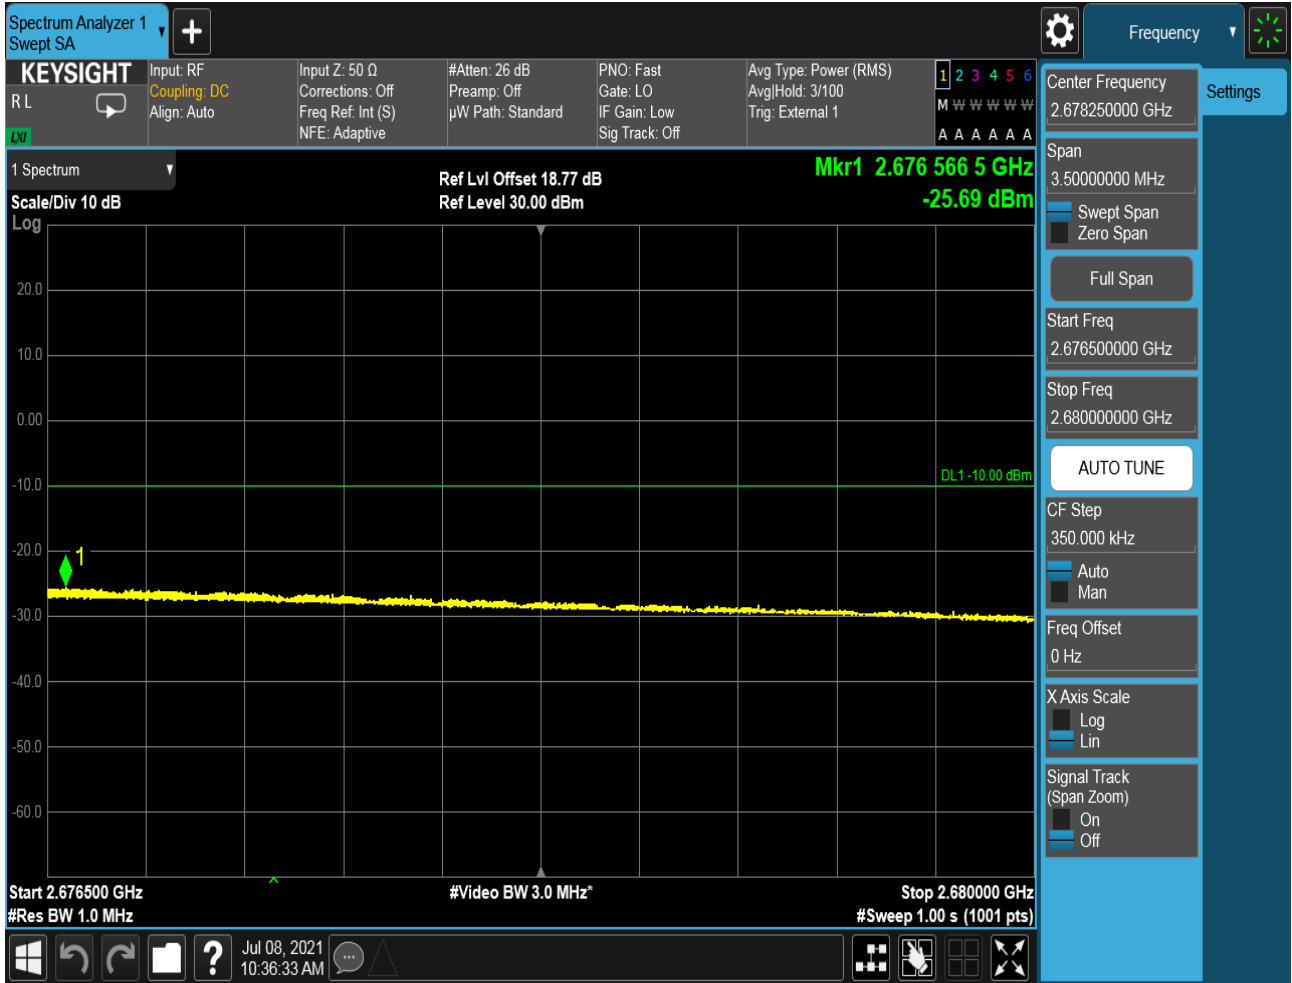 Spectrum Analyzer 1
Swept SA
Frequency
KEYSIGHT
R L
LXI
Input: RF
Coupling: DC
Align: Auto
Input Z: 50 Ω
Corrections: Off
Freq Ref: Int (S)
NFE: Adaptive
#Atten: 26 dB
Preamp: Off
µW Path: Standard
PNO: Fast
Gate: LO
IF Gain: Low
Sig Track: Off
Avg Type: Power (RMS)
Avg|Hold: 3/100
Trig: External 1
1 2 3 4 5 6
M W W W W W
A A A A A A
1 Spectrum
Scale/Div 10 dB
Log
Ref Lvl Offset 18.77 dB
Ref Level 30.00 dBm
Mkr1 2.676 566 5 GHz
-25.69 dBm
20.0
10.0
0.00
-10.0
-20.0
-30.0
-40.0
-50.0
-60.0
DL1 -10.00 dBm
1
Start 2.676500 GHz
#Res BW 1.0 MHz
#Video BW 3.0 MHz*
Stop 2.680000 GHz
#Sweep 1.00 s (1001 pts)
Jul 08, 2021
10:36:33 AM
Center Frequency
2.678250000 GHz
Span
3.50000000 MHz
Swept Span
Zero Span
Full Span
Start Freq
2.676500000 GHz
Stop Freq
2.680000000 GHz
AUTO TUNE
CF Step
350.000 kHz
Auto
Man
Freq Offset
0 Hz
X Axis Scale
Log
Lin
Signal Track
(Span Zoom)
On
Off
Settings